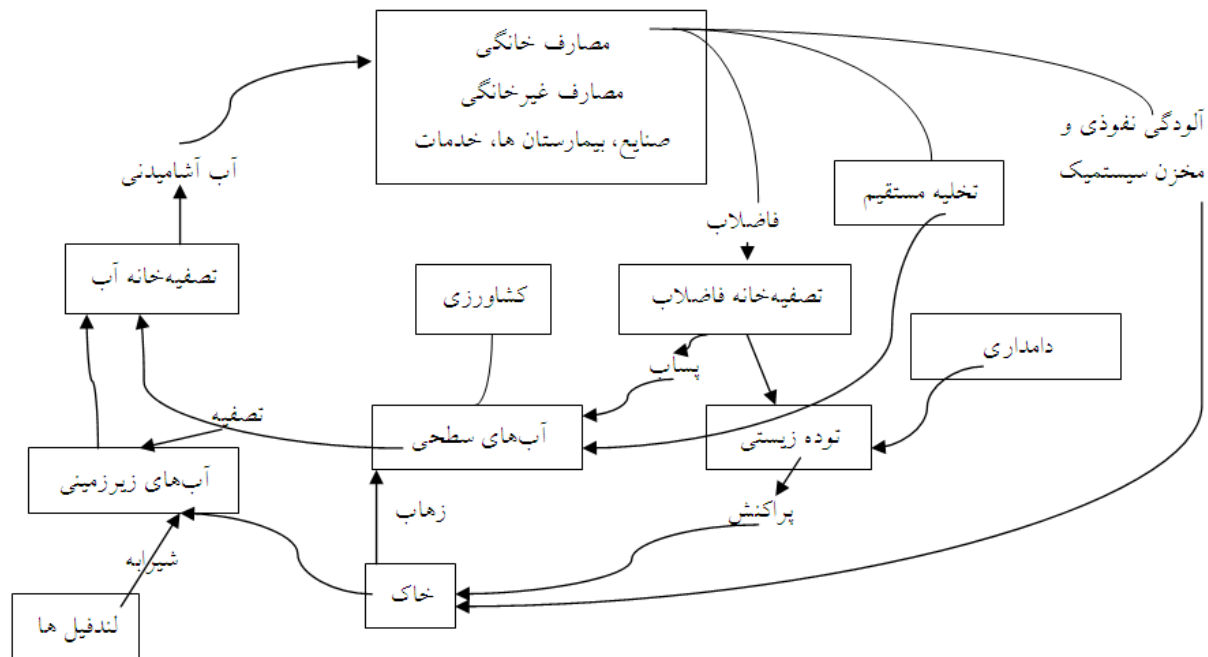 مصارف خانگی
مصارف غیرخانگی
صنایع، بیمارستان ها، خدمات
آلودگی نفوذی و
مخزن سیستمیک
آب آشامیدنی
تخلیه مستقیم
فاضلاب
تصفیه‌خانه آب
کشاورزی
تصفیه‌خانه فاضلاب
دامداری
پساب
تصفیه
آب‌های سطحی
توده زیستی
آب‌های زیرزمینی
زهاب
پراکنش
شیرابه
خاک
لندفیل ها